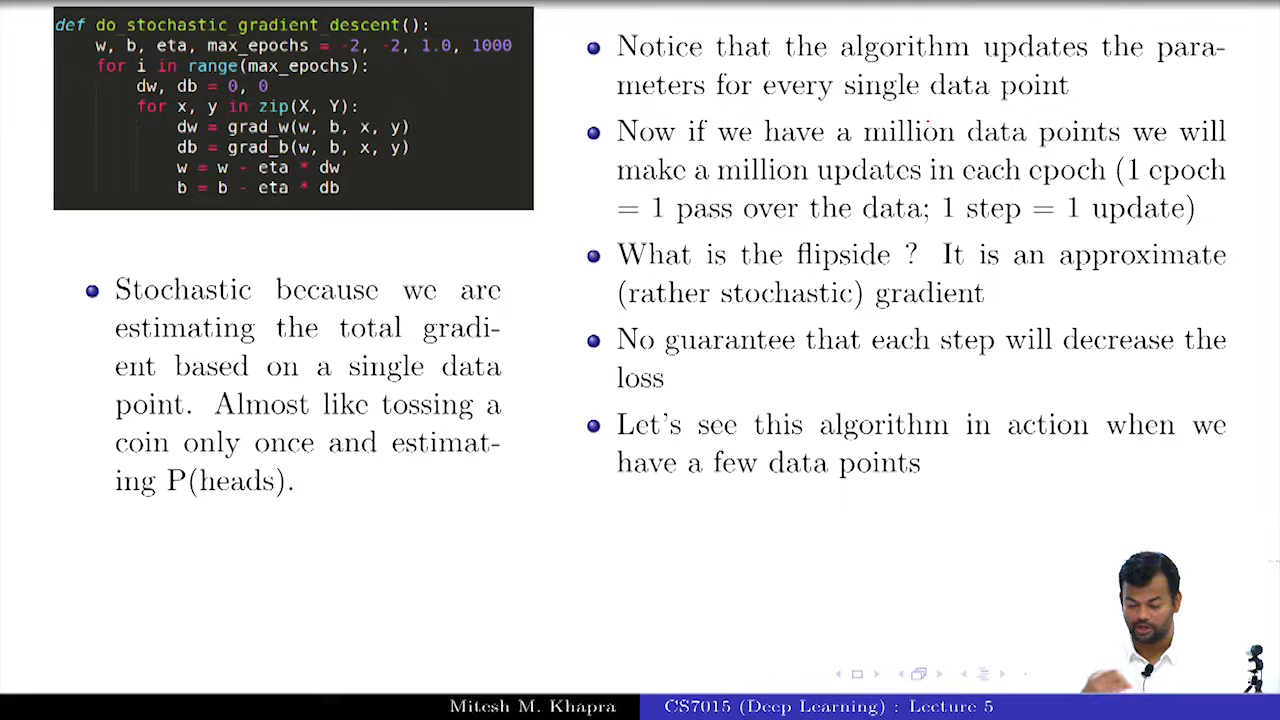 def do_stochastic_gradient_descent():
    w, b, eta, max_epochs = -2, -2, 1.0, 1000
    for i in range(max_epochs):
        dw, db = 0, 0
        for x, y in zip(X, Y):
            dw = grad_w(w, b, x, y)
            db = grad_b(w, b, x, y)
            w = w - eta * dw
            b = b - eta * db
Stochastic because we are
estimating the total gradi-
ent based on a single data
point. Almost like tossing a
coin only once and estimat-
ing P(heads).
Notice that the algorithm updates the para-
meters for every single data point
Now if we have a million data points we will
make a million updates in each epoch (1 epoch
= 1 pass over the data; 1 step = 1 update)
What is the flipside ? It is an approximate
(rather stochastic) gradient
No guarantee that each step will decrease the
loss
Let's see this algorithm in action when we
have a few data points
Mitesh M. Khapra
CS7015 (Deep Learning) : Lecture 5